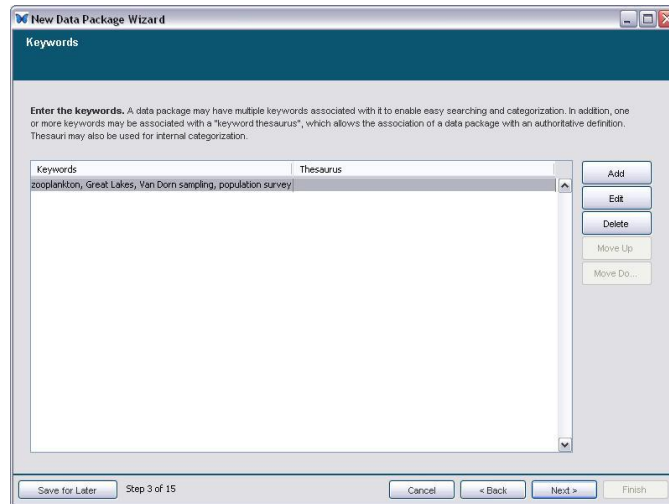 New Data Package Wizard
Keywords
Enter the keywords. A data package may have multiple keywords associated with it to enable easy searching and categorization. In addition, one
or more keywords may be associated with a "keyword thesaurus", which allows the association of a data package with an authoritative definition.
Thesauri may also be used for internal categorization.
Keywords Thesaurus
zooplankton, Great Lakes, Van Dorn sampling, population survey
Add
Edit
Delete
Move Up
Move Do...
Save for Later Step 3 of 15 Cancel < Back Next > Finish